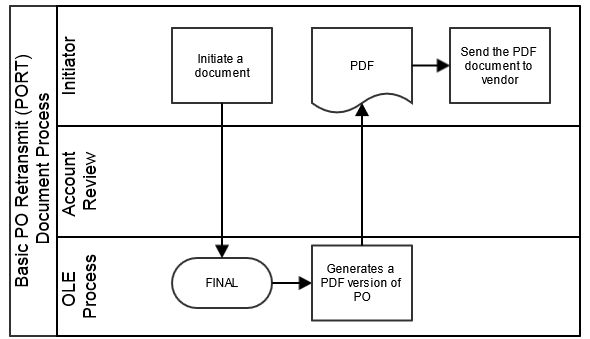 Basic PO Retransmit (PORT)
Document Process
Initiator
Initiate a
document
PDF
Send the PDF
document to
vendor
Account
Review
OLE
Process
FINAL
Generates a
PDF version of
PO